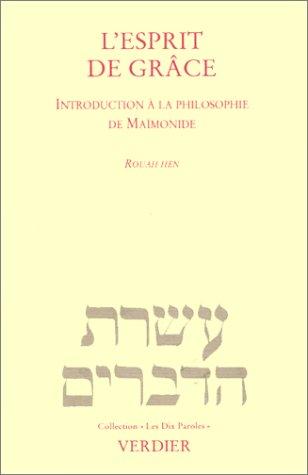 L'ESPRIT
DE GRÂCE
INTRODUCTION À LA PHILOSOPHIE
DE MAÏMONIDE
ROUAH HEN
עשרת
הדברים
Collection « Les Dix Paroles »
VERDIER